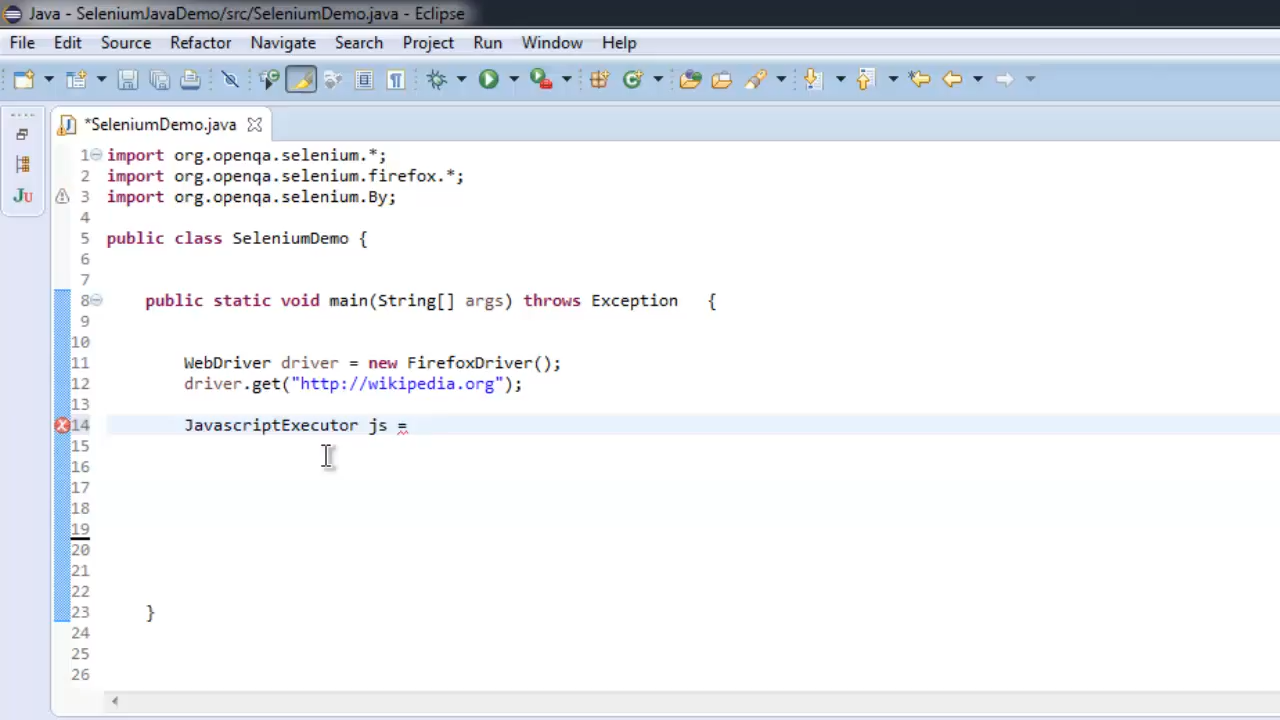 Java - SeleniumJavaDemo/src/SeleniumDemo.java - Eclipse
File Edit Source Refactor Navigate Search Project Run Window Help
*SeleniumDemo.java
JU
1 import org.openqa.selenium.*;
2 import org.openqa.selenium.firefox.*;
3 import org.openqa.selenium.By;
4
5 public class SeleniumDemo {
6
7
8 public static void main(String[] args) throws Exception {
9
10
11 WebDriver driver = new FirefoxDriver();
12 driver.get("http://wikipedia.org");
13
14 JavascriptExecutor js =
15
16
17
18
19
20
21
22
23 }
24
25
26